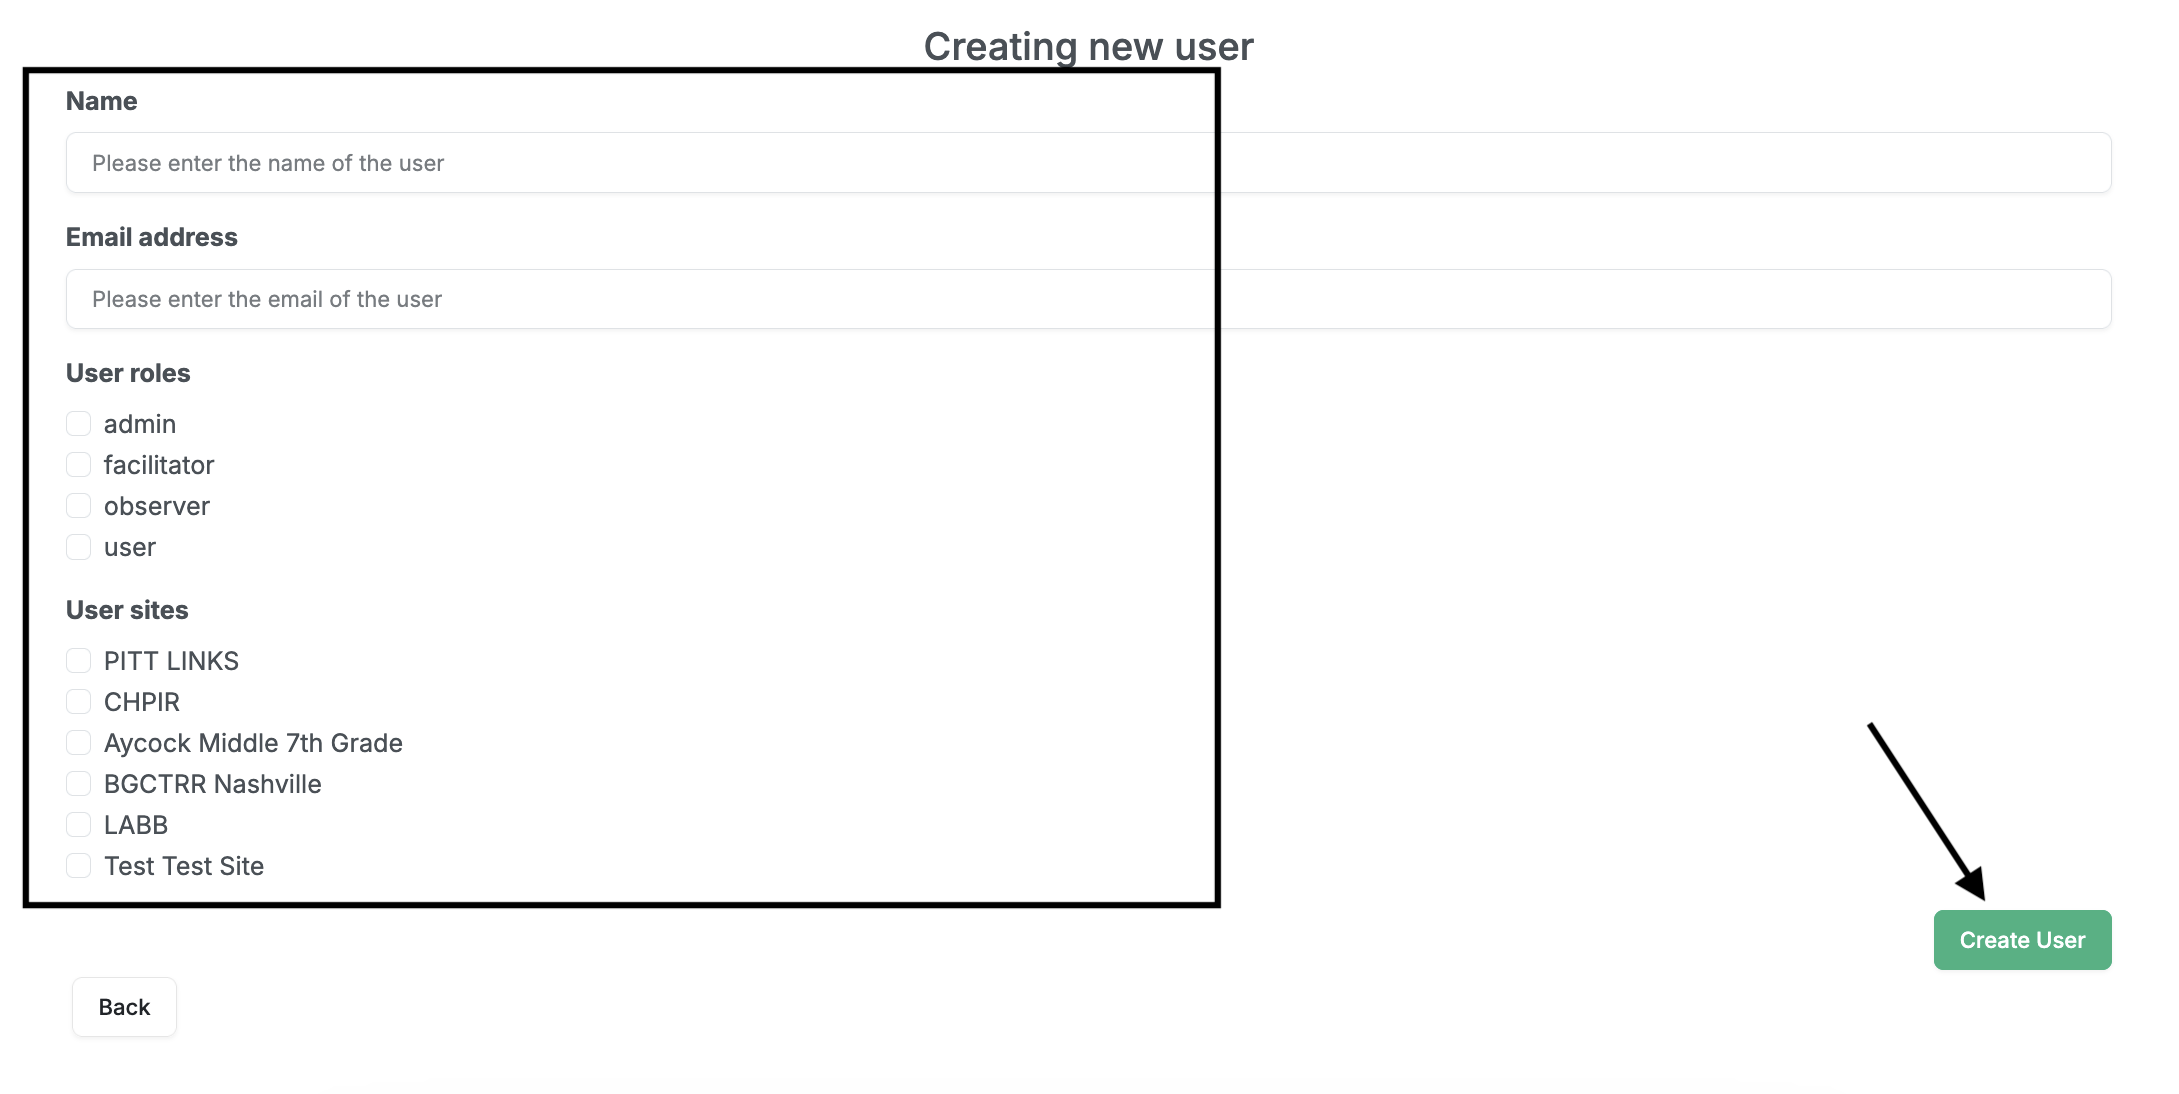 Creating new user
Name
Please enter the name of the user
Email address
Please enter the email of the user
User roles
admin
facilitator
observer
user
User sites
PITT LINKS
CHPIR
Aycock Middle 7th Grade
BGCTRR Nashville
LABB
Test Test Site
Create User
Back